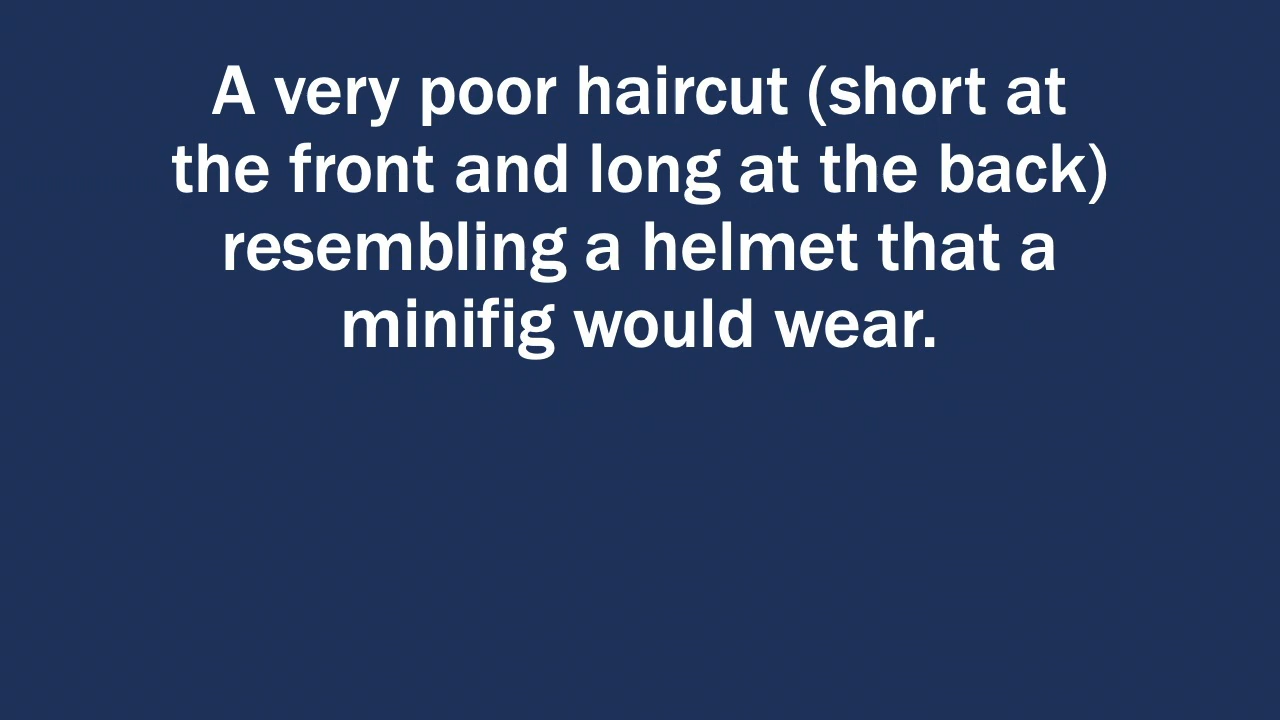 A very poor haircut (short at
the front and long at the back)
resembling a helmet that a
minifig would wear.